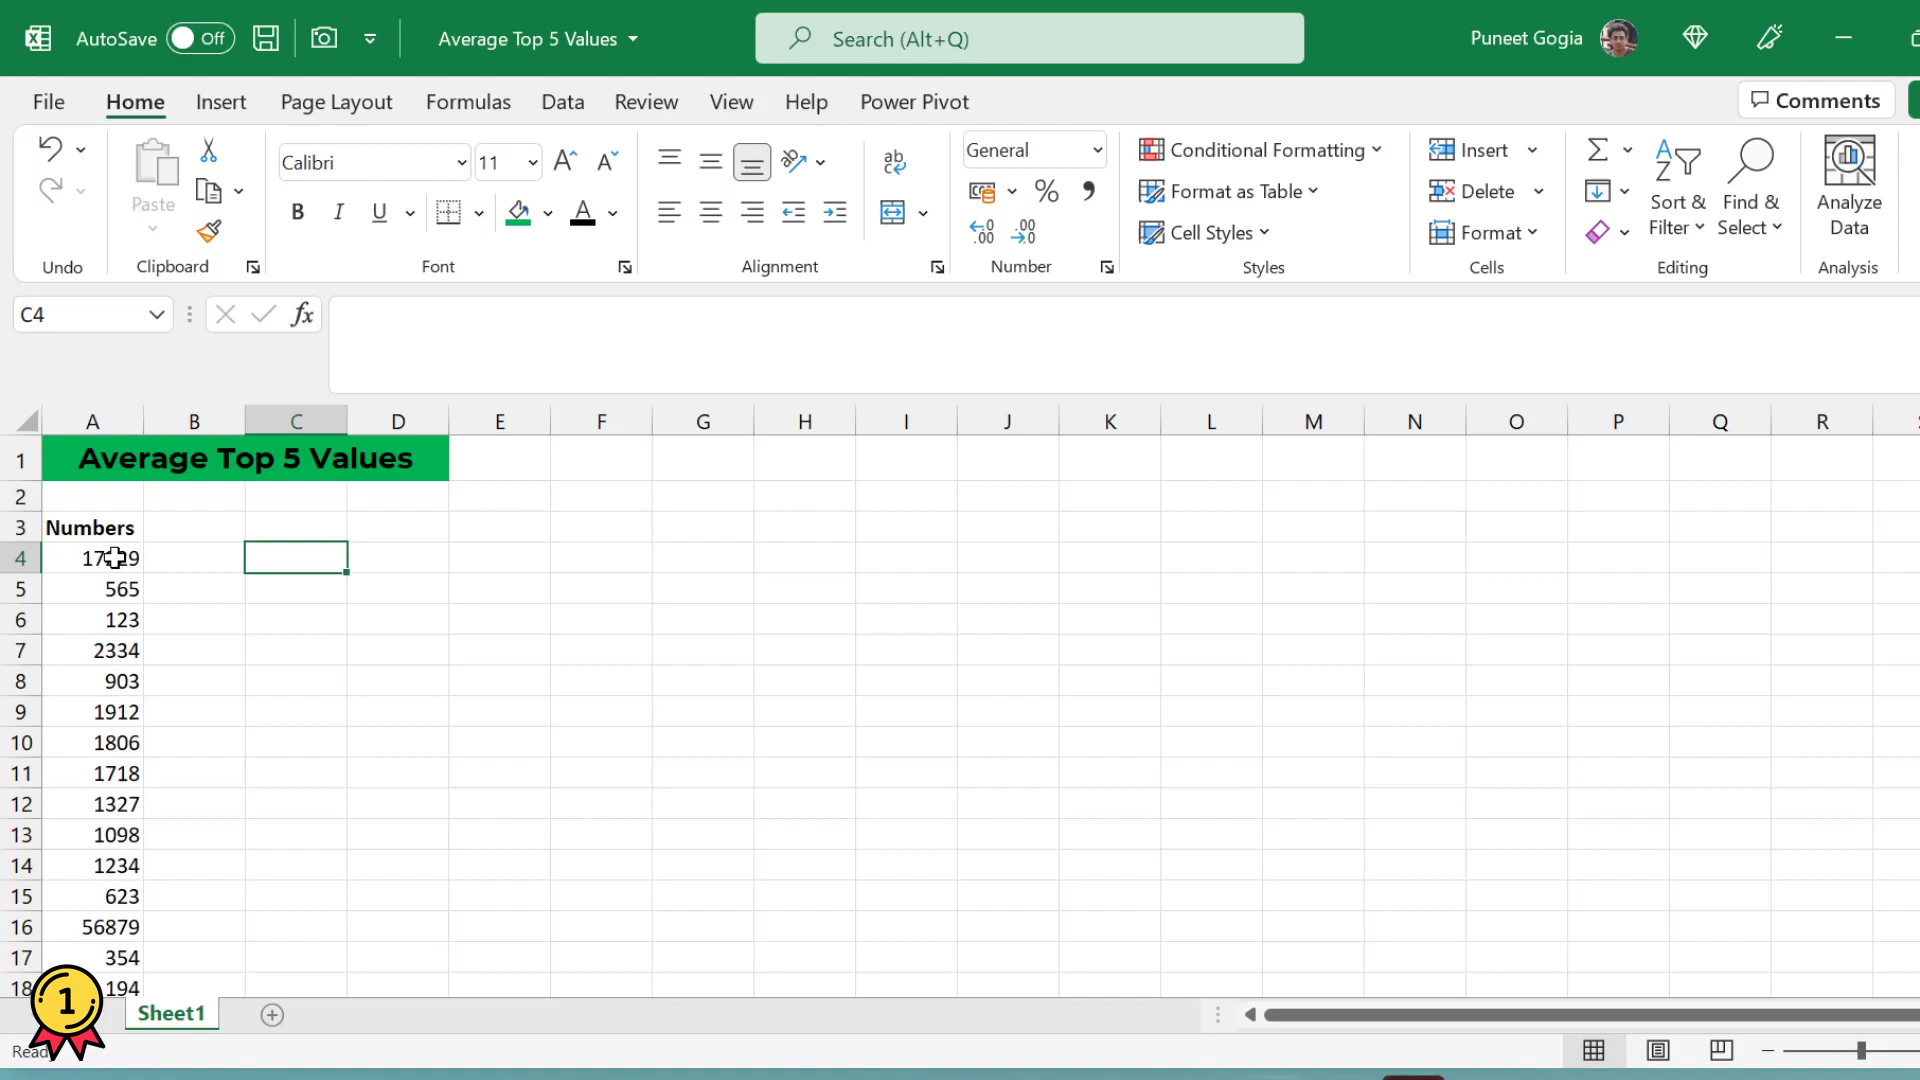 AutoSave Off Average Top 5 Values Search (Alt+Q) Puneet Gogia
File Home Insert Page Layout Formulas Data Review View Help Power Pivot Comments
Paste
Calibri 11
ab
General
Conditional Formatting
Format as Table
Cell Styles
Insert
Delete
Format
Sort & Filter
Find & Select
Analyze Data
Undo Clipboard Font Alignment Number Styles Cells Editing Analysis
C4 fx
A B C D E F G H I J K L M N O P Q R
1 Average Top 5 Values
2
3 Numbers
4
5 565
6 123
7 2334
8 903
9 1912
10 1806
11 1718
12 1327
13 1098
14 1234
15 623
16 56879
17 354
18 194
1
Sheet1